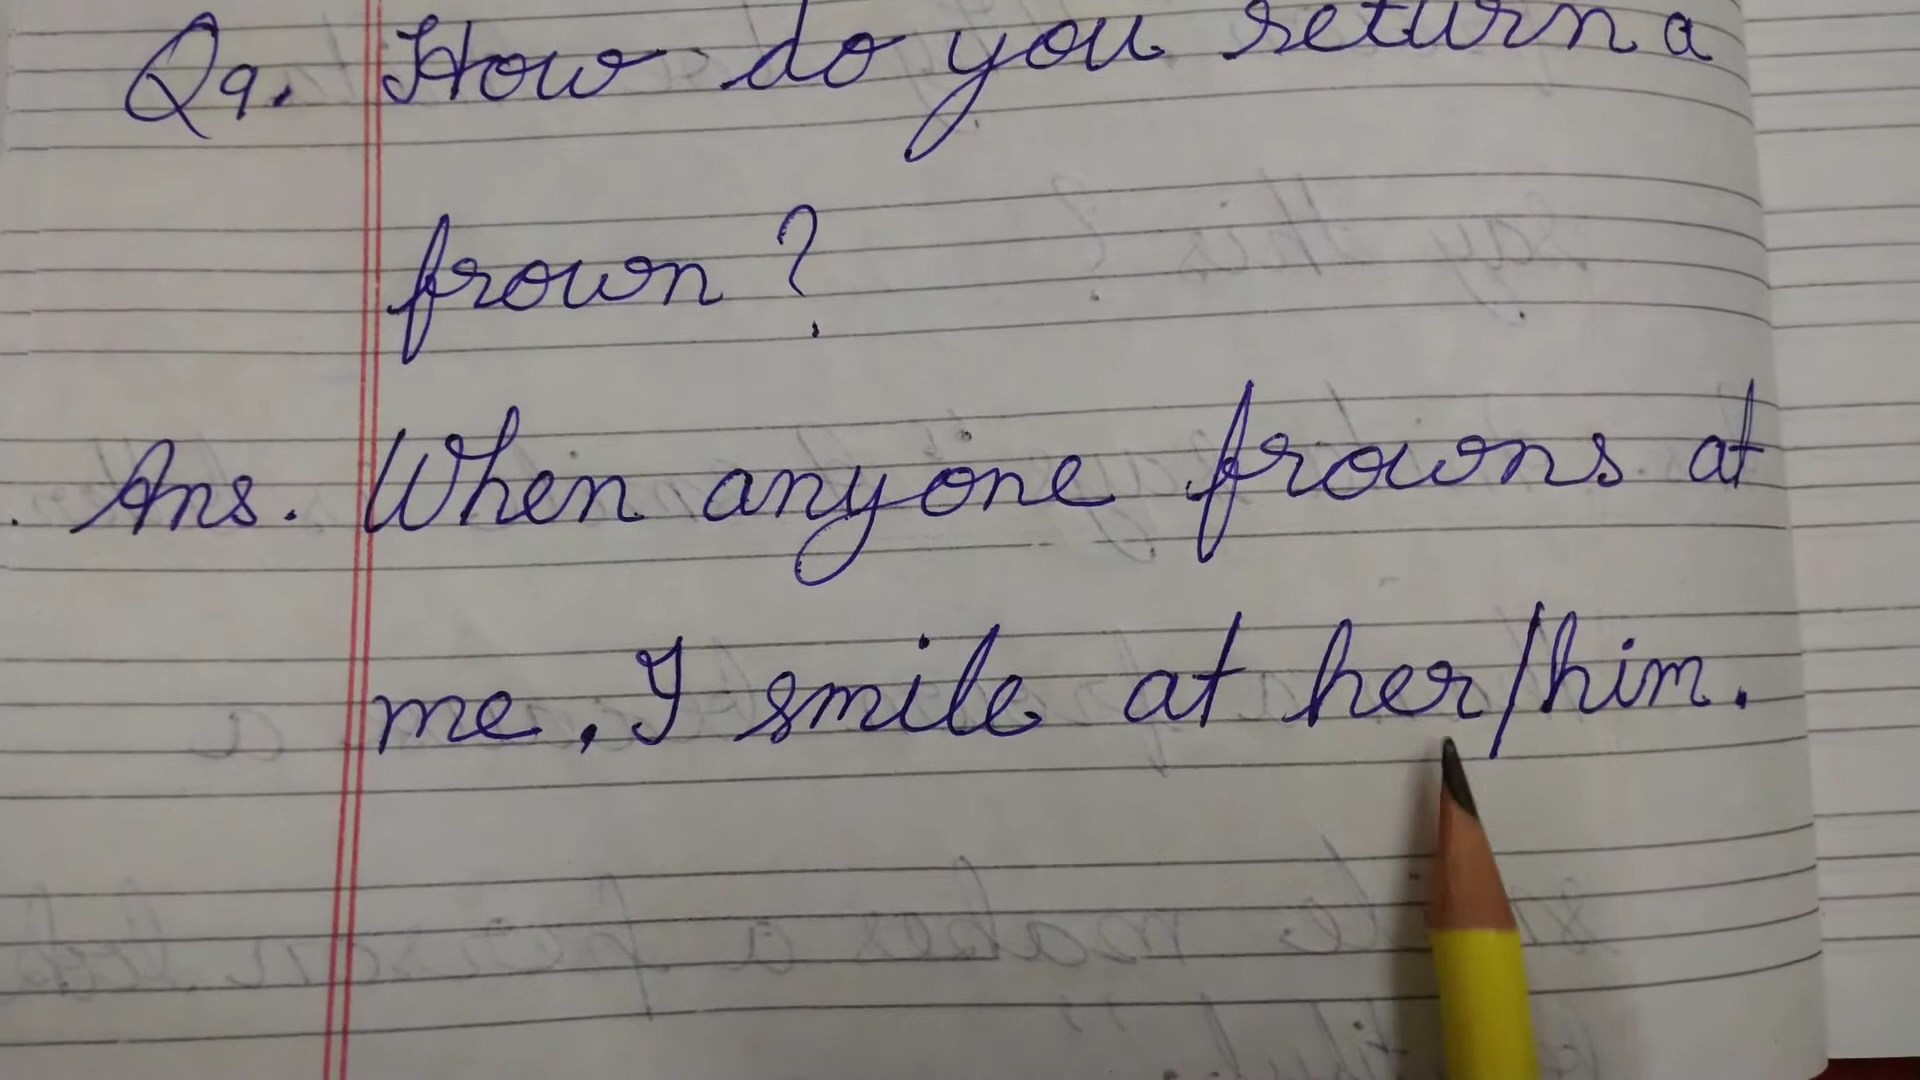 Q9. How do you return a
frown?
Ans. When anyone frowns at
me, I smile at her/him.